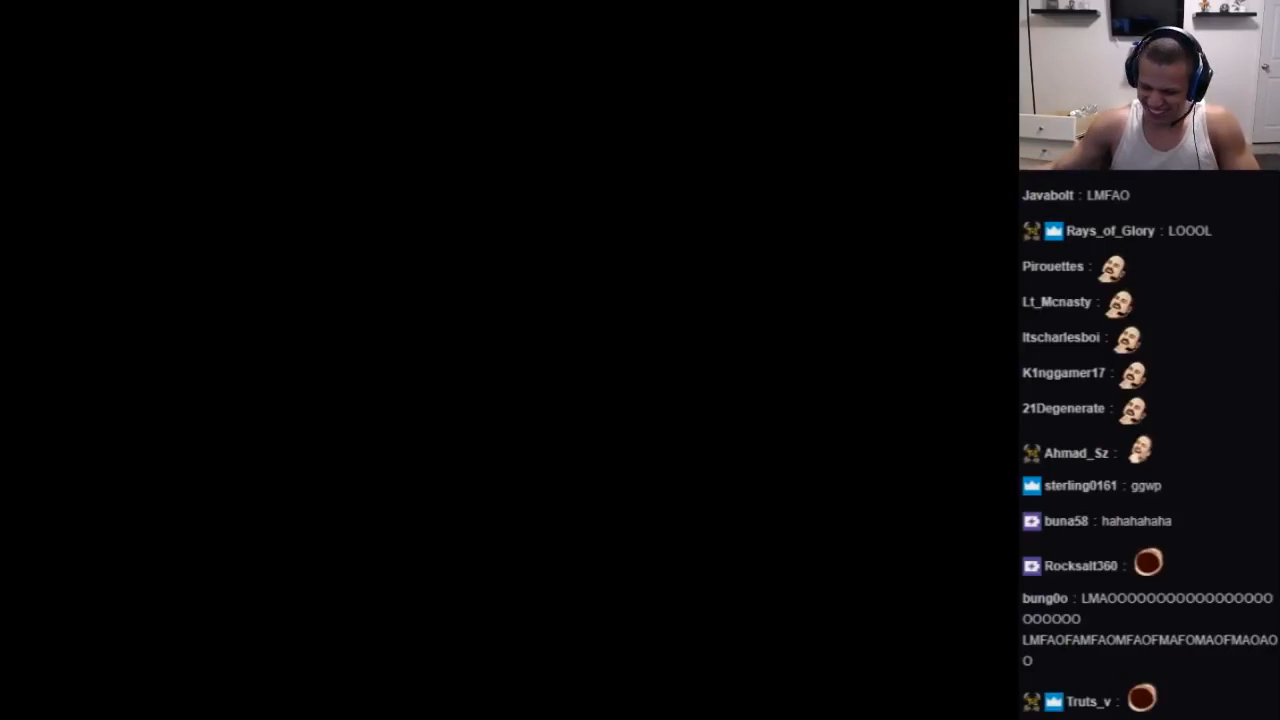 Javabolt : LMFAO
Rays_of_Glory : LOOOL
Pirouettes :
Lt_Mcnasty :
Itscharlesboi :
K1nggamer17 :
21Degenerate :
Ahmad_Sz :
sterling0161 : ggwp
buna58 : hahahahaha
Rocksalt360 :
bung0o : LMAOOOOOOOOOOOOOOOOO
OOOOOO
LMFAOFAMFAOMFAOFMAFOMAOFMAOAO
O
Truts_v :